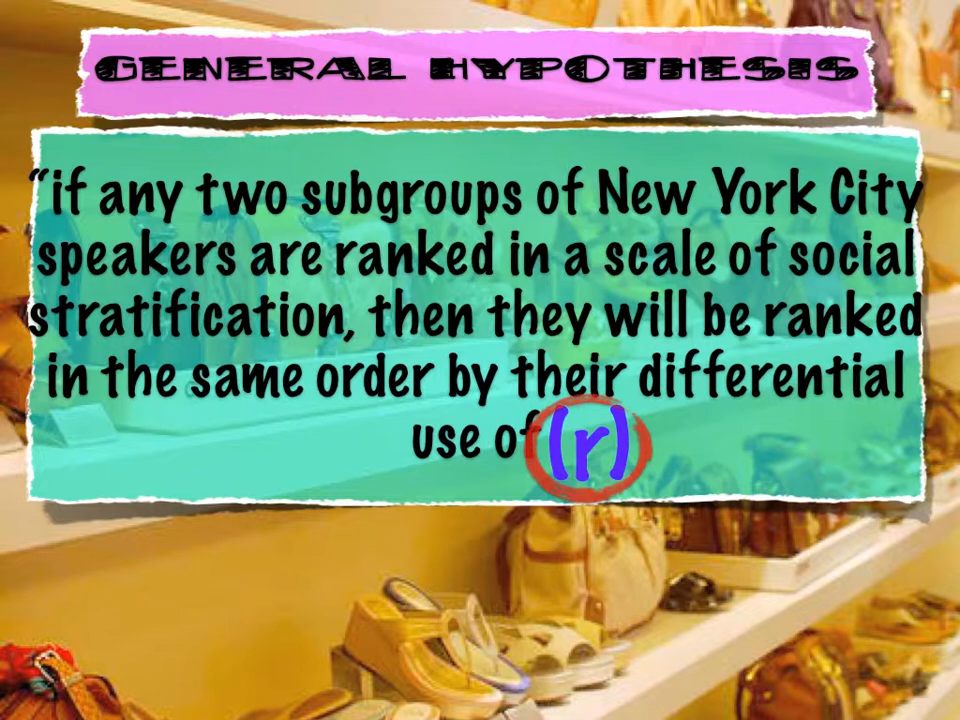 GENERAL HYPOTHESIS
“if any two subgroups of New York City
speakers are ranked in a scale of social
stratification, then they will be ranked
in the same order by their differential
use of (r)